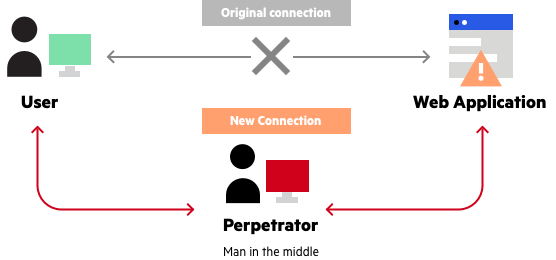 Original connection
User
Web Application
New Connection
Perpetrator
Man in the middle